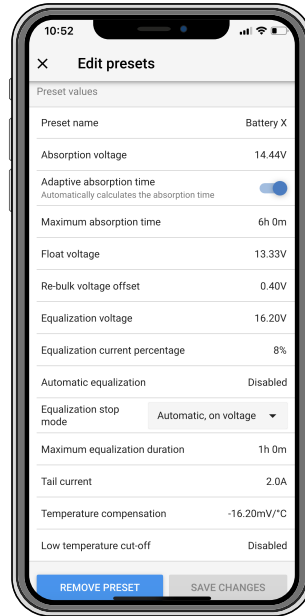 10:52
Edit presets
Preset values
Preset name Battery X
Absorption voltage 14.44V
Adaptive absorption time
Automatically calculates the absorption time
Maximum absorption time 6h 0m
Float voltage 13.33V
Re-bulk voltage offset 0.40V
Equalization voltage 16.20V
Equalization current percentage 8%
Automatic equalization Disabled
Equalization stop
mode Automatic, on voltage
Maximum equalization duration 1h 0m
Tail current 2.0A
Temperature compensation -16.20mV/°C
Low temperature cut-off Disabled
REMOVE PRESET SAVE CHANGES